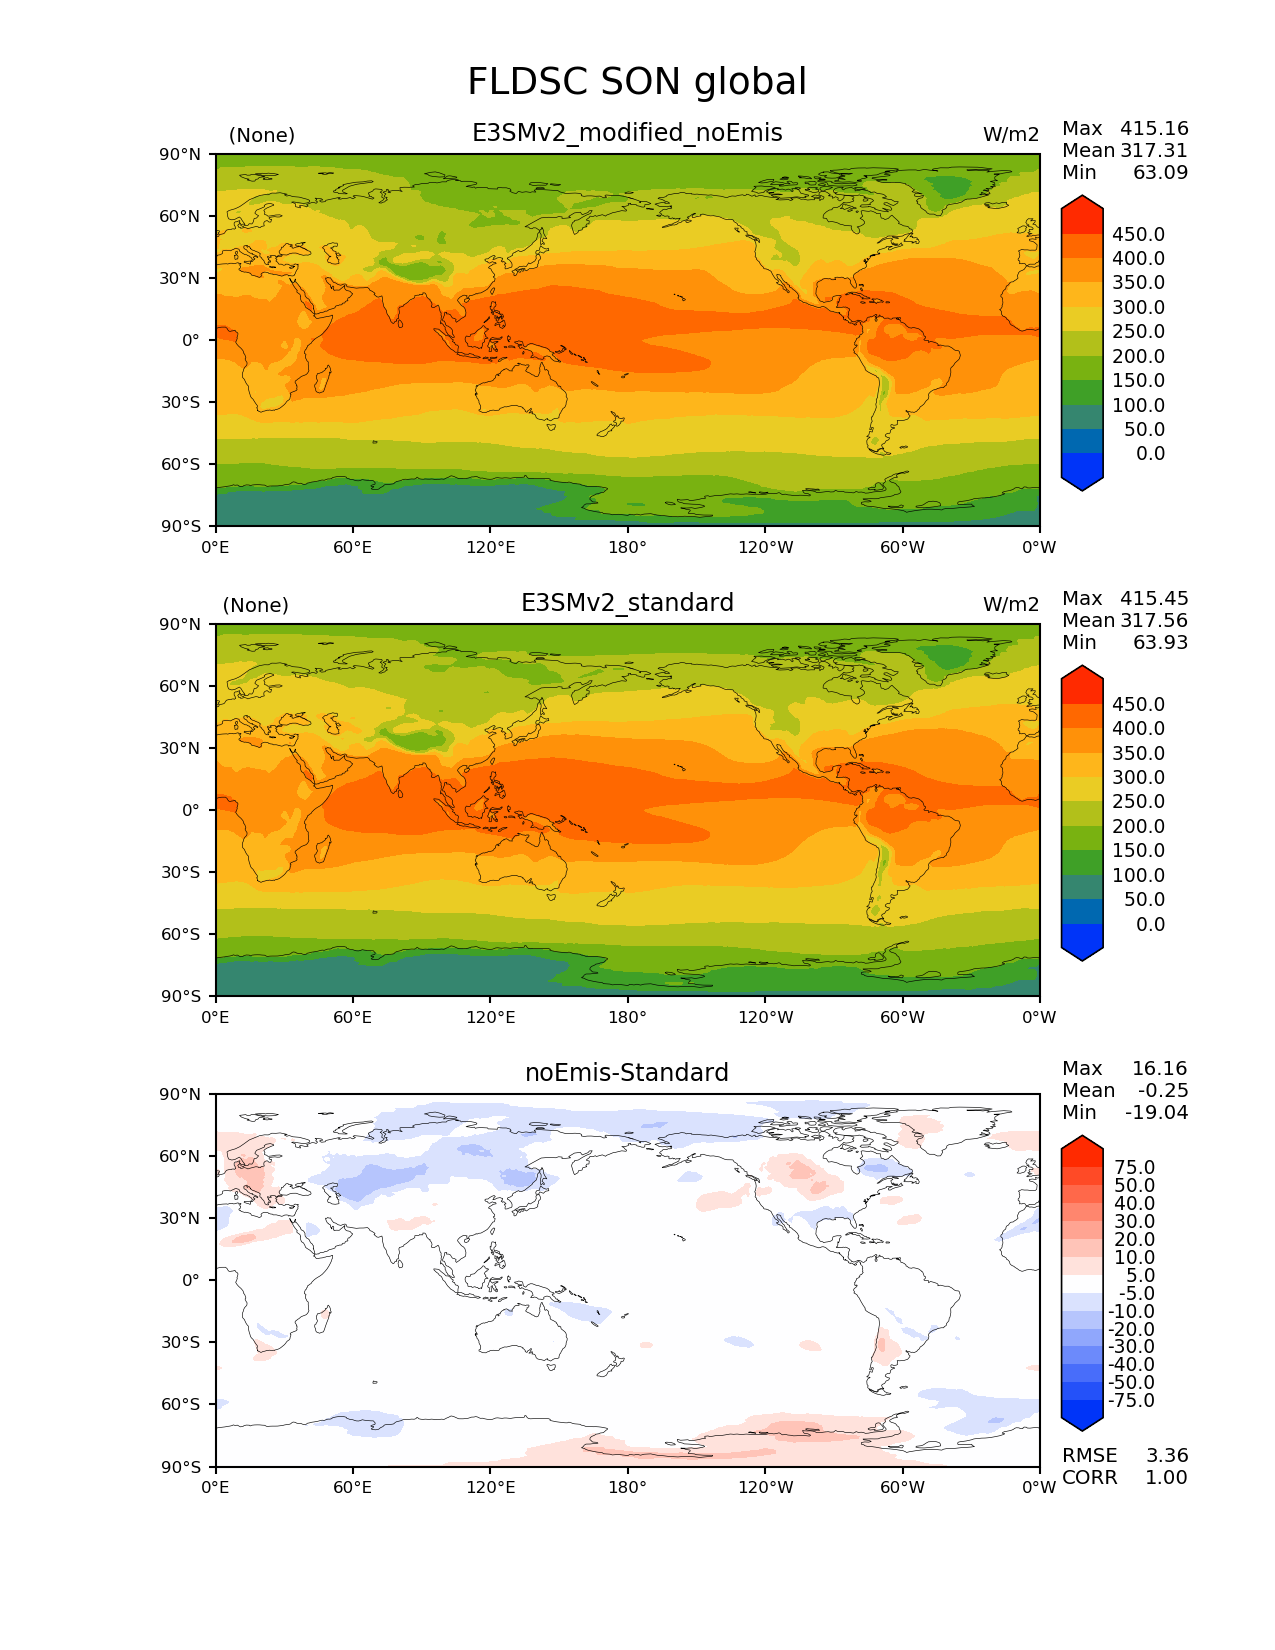 FLDSC SON global
(None) E3SMv2_modified_noEmis W/m2
Max 415.16
Mean 317.31
Min 63.09
90°N
60°N
30°N
0°
30°S
60°S
90°S
0°E 60°E 120°E 180° 120°W 60°W 0°W
450.0
400.0
350.0
300.0
250.0
200.0
150.0
100.0
50.0
0.0
(None) E3SMv2_standard W/m2
Max 415.45
Mean 317.56
Min 63.93
90°N
60°N
30°N
0°
30°S
60°S
90°S
0°E 60°E 120°E 180° 120°W 60°W 0°W
450.0
400.0
350.0
300.0
250.0
200.0
150.0
100.0
50.0
0.0
noEmis-Standard
Max 16.16
Mean -0.25
Min -19.04
90°N
60°N
30°N
0°
30°S
60°S
90°S
0°E 60°E 120°E 180° 120°W 60°W 0°W
75.0
50.0
40.0
30.0
20.0
10.0
5.0
-5.0
-10.0
-20.0
-30.0
-40.0
-50.0
-75.0
RMSE 3.36
CORR 1.00